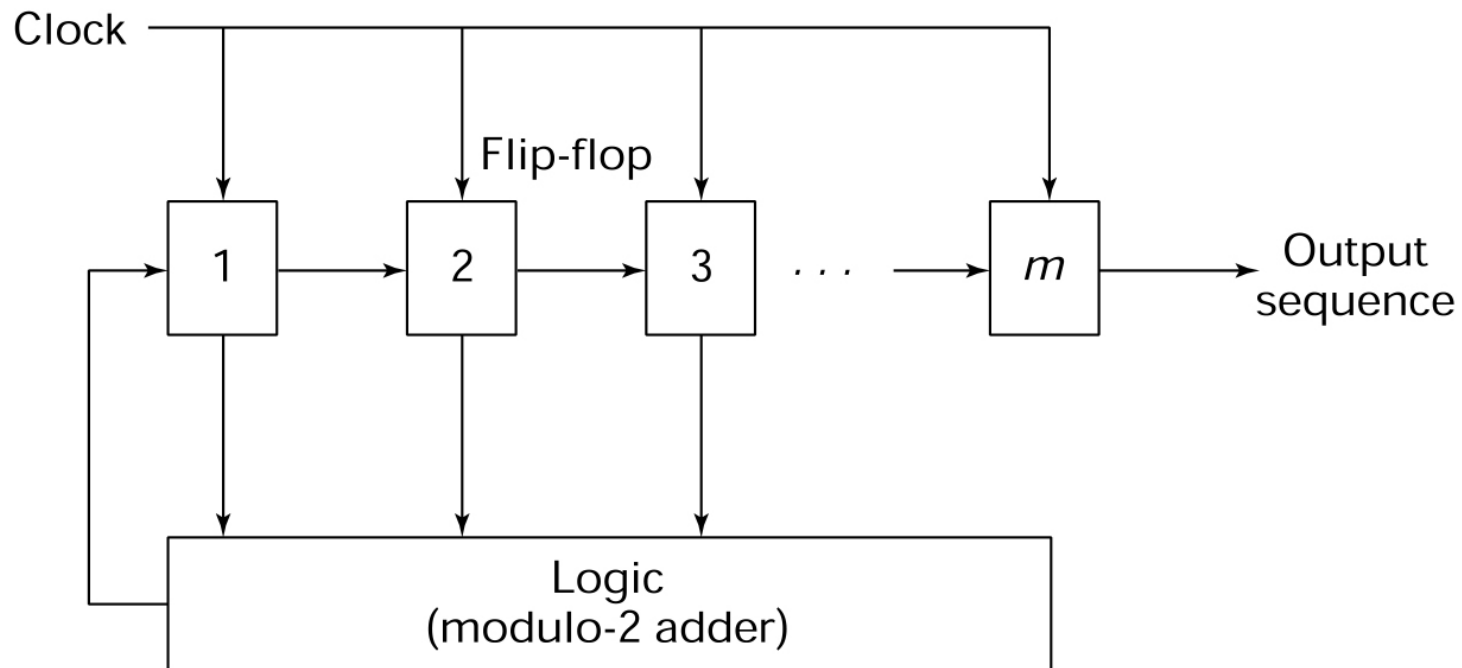 Clock
Flip-flop
1
2
3
. . .
m
Output
sequence
Logic
(modulo-2 adder)